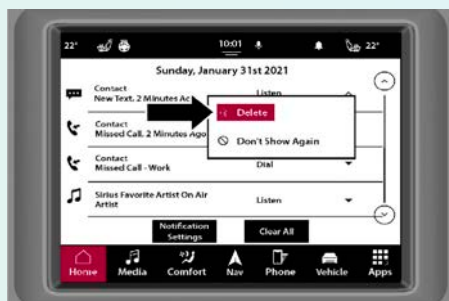 22° 10:01 22°
Sunday, January 31st 2021
Contact
New Text, 2 Minutes
Listen
Delete
Contact
Missed Call, 2 Minutes Ago
Don't Show Again
Contact
Missed Call - Work
Dial
Sirius Favorite Artist On Air
Artist
Listen
Notification
Settings
Clear All
Home Media Comfort Nav Phone Vehicle Apps